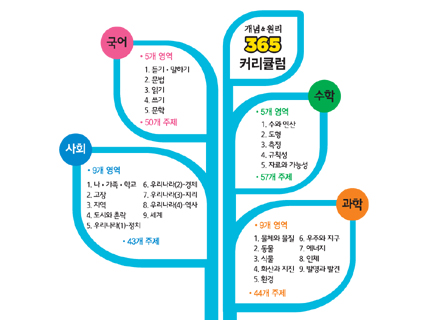 개념&원리
365
커리큘럼
국어
• 5개 영역
1. 듣기·말하기
2. 문법
3. 읽기
4. 쓰기
5. 문학
• 50개 주제
수학
• 5개 영역
1. 수와 연산
2. 도형
3. 측정
4. 규칙성
5. 자료와 가능성
• 57개 주제
사회
• 9개 영역
1. 나·가족·학교
2. 고장
3. 지역
4. 도시와 촌락
5. 우리나라(1)-정치
6. 우리나라(2)-경제
7. 우리나라(3)-지리
8. 우리나라(4)-역사
9. 세계
• 43개 주제
과학
• 9개 영역
1. 물체와 물질
2. 동물
3. 식물
4. 화산과 지진
5. 환경
6. 우주와 지구
7. 에너지
8. 인체
9. 발명과 발견
• 44개 주제